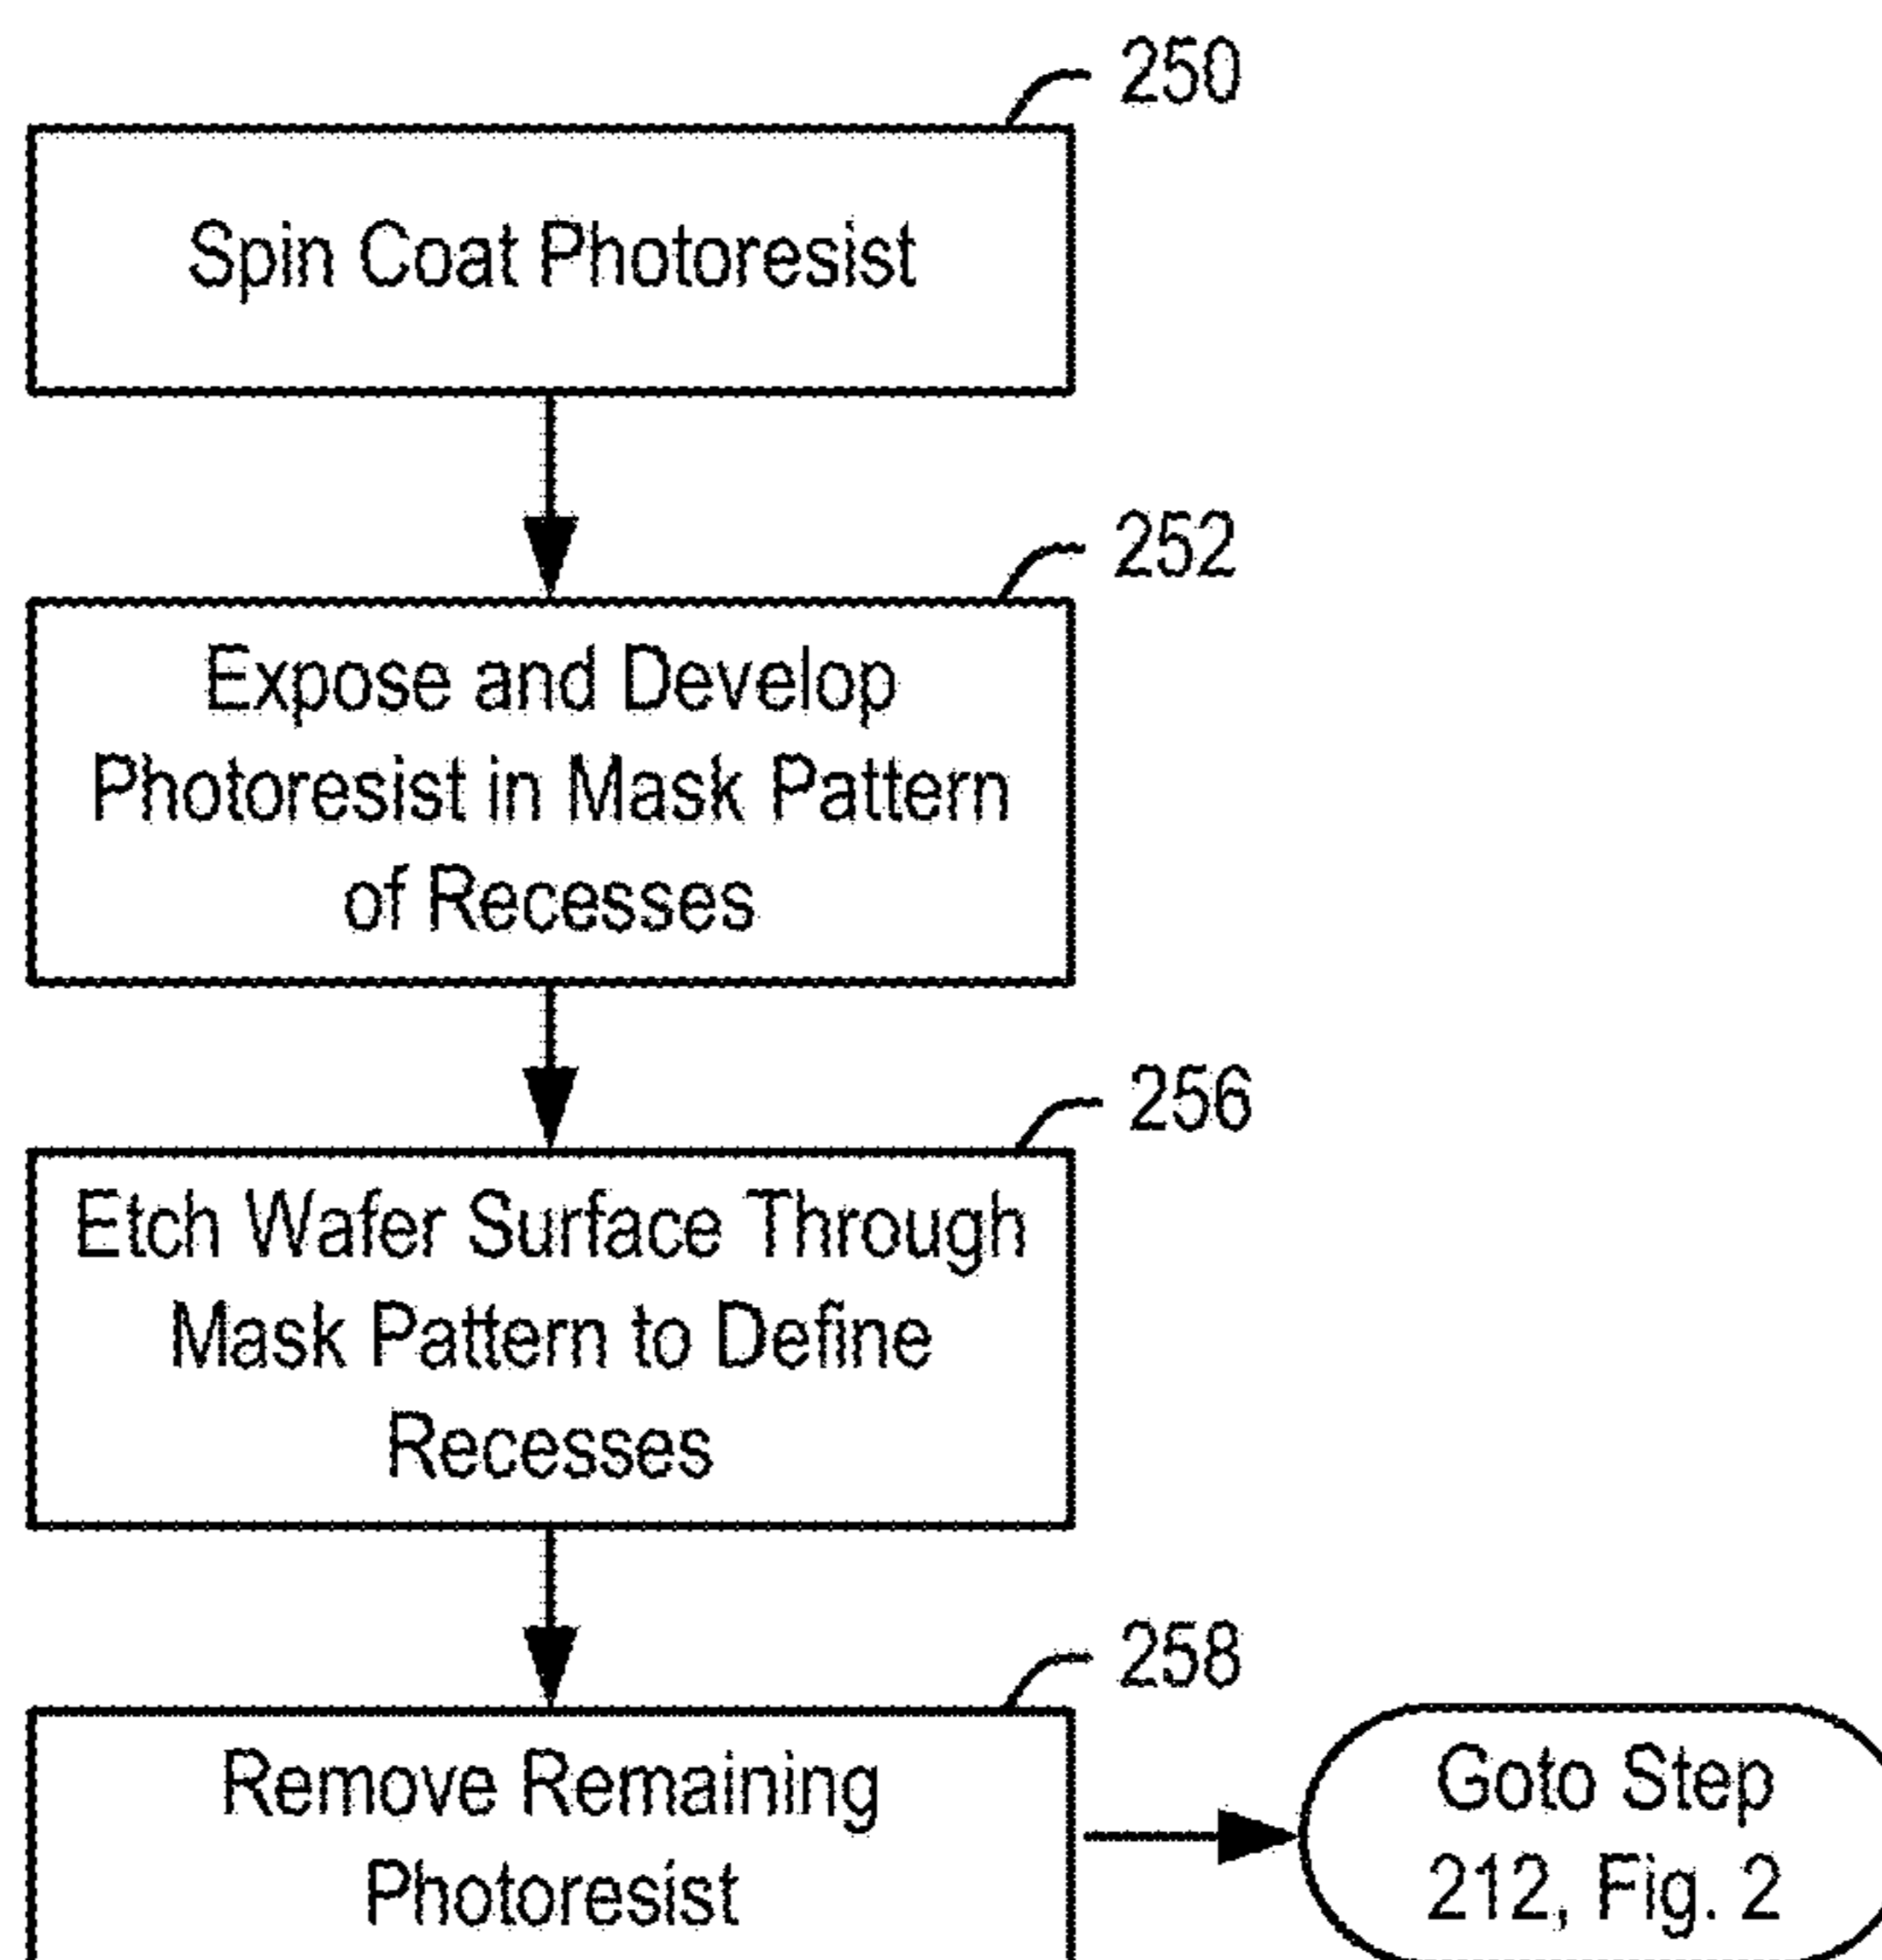 250
Spin Coat Photoresist
252
Expose and Develop
Photoresist in Mask Pattern
of Recesses
256
Etch Wafer Surface Through
Mask Pattern to Define
Recesses
258
Remove Remaining
Photoresist
Goto Step
212, Fig. 2